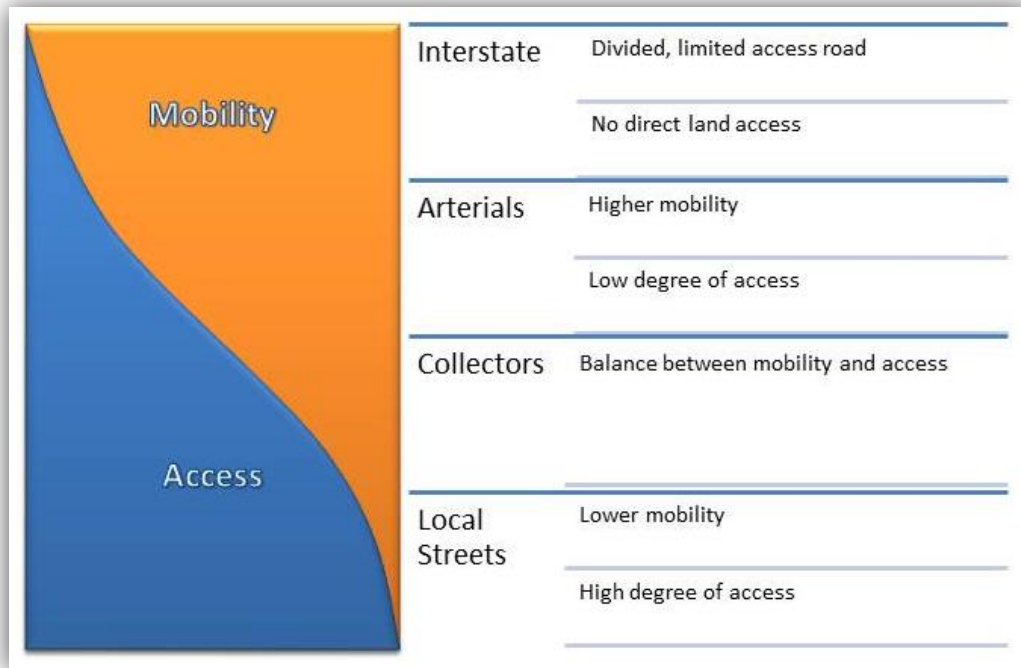 Mobility
Access
Interstate
Divided, limited access road
No direct land access
Arterials
Higher mobility
Low degree of access
Collectors
Balance between mobility and access
Local
Streets
Lower mobility
High degree of access